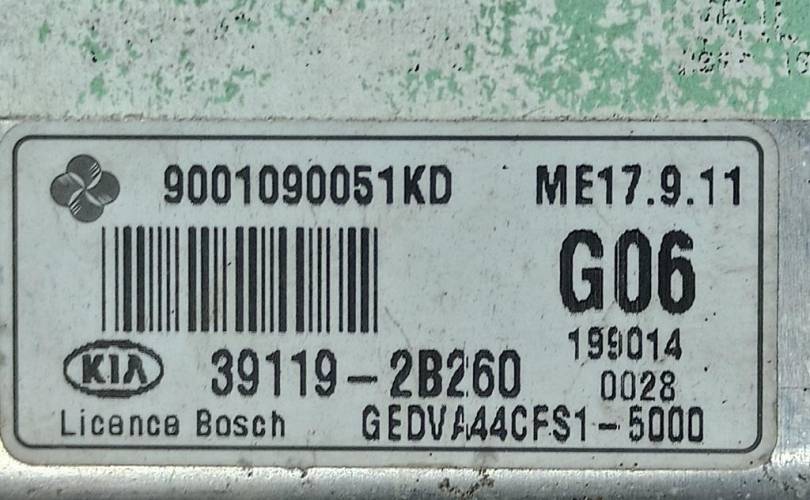 9001090051KD ME17.9.11
G06
199014
KIA 39119-2B260 0028
Licence Bosch GEDVA44CFS1-5000